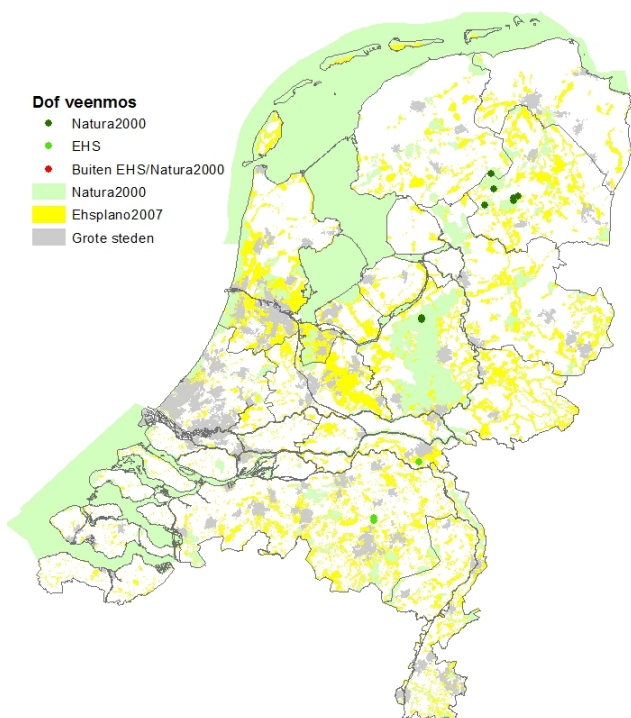 Dof veenmos
Natura2000
EHS
Buiten EHS/Natura2000
Natura2000
Ehsplano2007
Grote steden